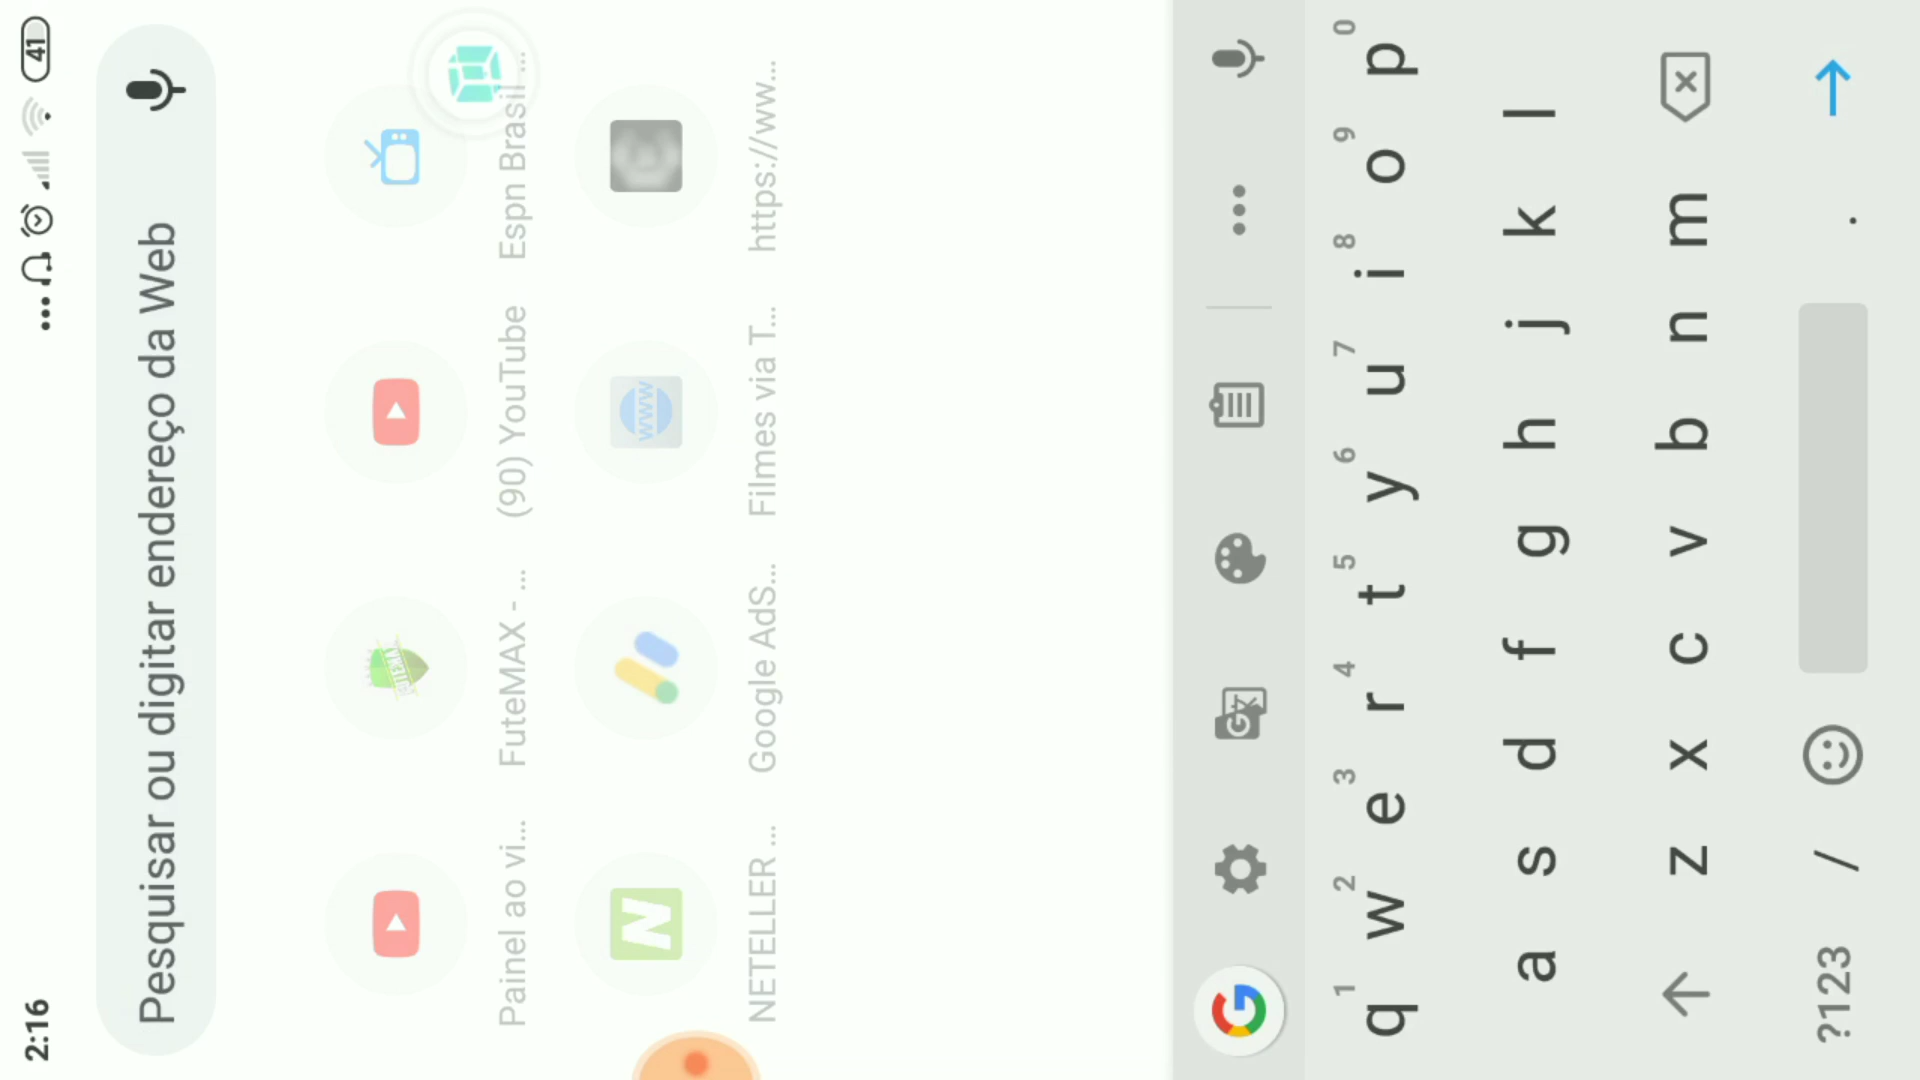 2:16
41
Pesquisar ou digitar endereço da Web
Painel ao vi...
FuteMAX - ...
(90) YouTube
Espn Brasil ...
NETELLER ...
Google AdS...
Filmes via T...
https://ww...
1 2 3 4 5 6 7 8 9 0
q w e r t y u i o p
a s d f g h j k l
z x c v b n m
?123 / .